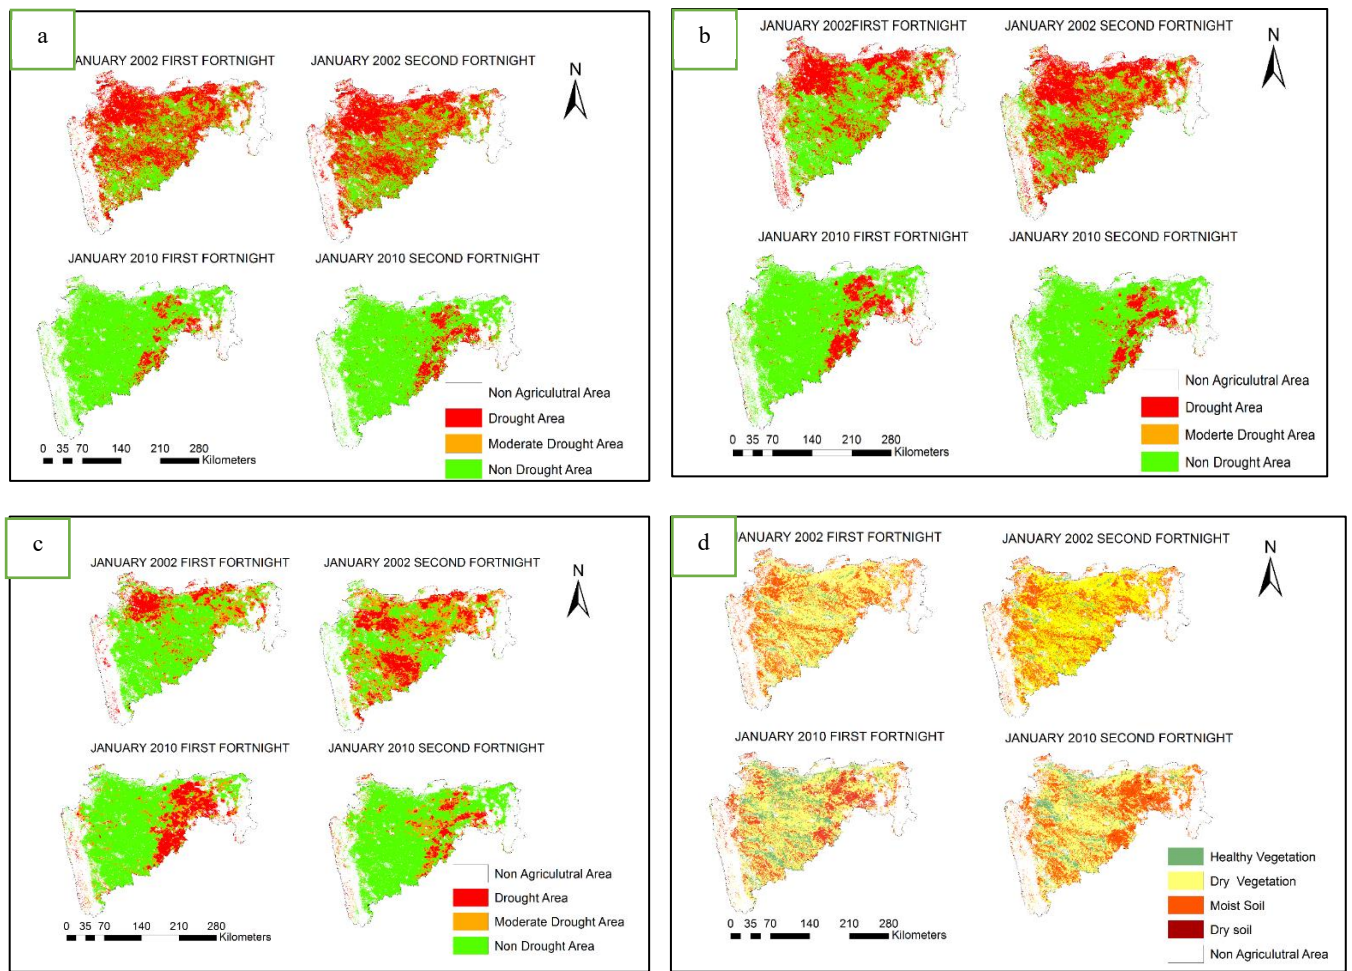 a
JANUARY 2002 FIRST FORTNIGHT
JANUARY 2002 SECOND FORTNIGHT
N
JANUARY 2010 FIRST FORTNIGHT
JANUARY 2010 SECOND FORTNIGHT
Non Agriculutral Area
Drought Area
Moderate Drought Area
Non Drought Area
0 35 70 140 210 280
Kilometers
b
JANUARY 2002FIRST FORTNIGHT
JANUARY 2002 SECOND FORTNIGHT
N
JANUARY 2010 FIRST FORTNIGHT
JANUARY 2010 SECOND FORTNIGHT
Non Agriculutral Area
Drought Area
Moderte Drought Area
Non Drought Area
0 35 70 140 210 280
Kilometers
c
JANUARY 2002 FIRST FORTNIGHT
JANUARY 2002 SECOND FORTNIGHT
N
JANUARY 2010 FIRST FORTNIGHT
JANUARY 2010 SECOND FORTNIGHT
Non Agriculutral Area
Drought Area
Moderate Drought Area
Non Drought Area
0 35 70 140 210 280
Kilometers
d
JANUARY 2002 FIRST FORTNIGHT
JANUARY 2002 SECOND FORTNIGHT
N
JANUARY 2010 FIRST FORTNIGHT
JANUARY 2010 SECOND FORTNIGHT
Healthy Vegetation
Dry Vegetation
Moist Soil
Dry soil
Non Agriculutral Area
0 35 70 140 210 280
Kilometers